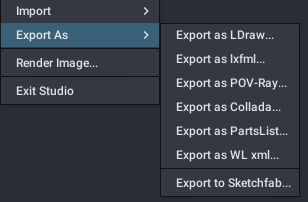 Import
Export As
Render Image...
Exit Studio
Export as LDraw...
Export as lxfml...
Export as POV-Ray...
Export as Collada...
Export as PartsList...
Export as WL xml...
Export to Sketchfab...